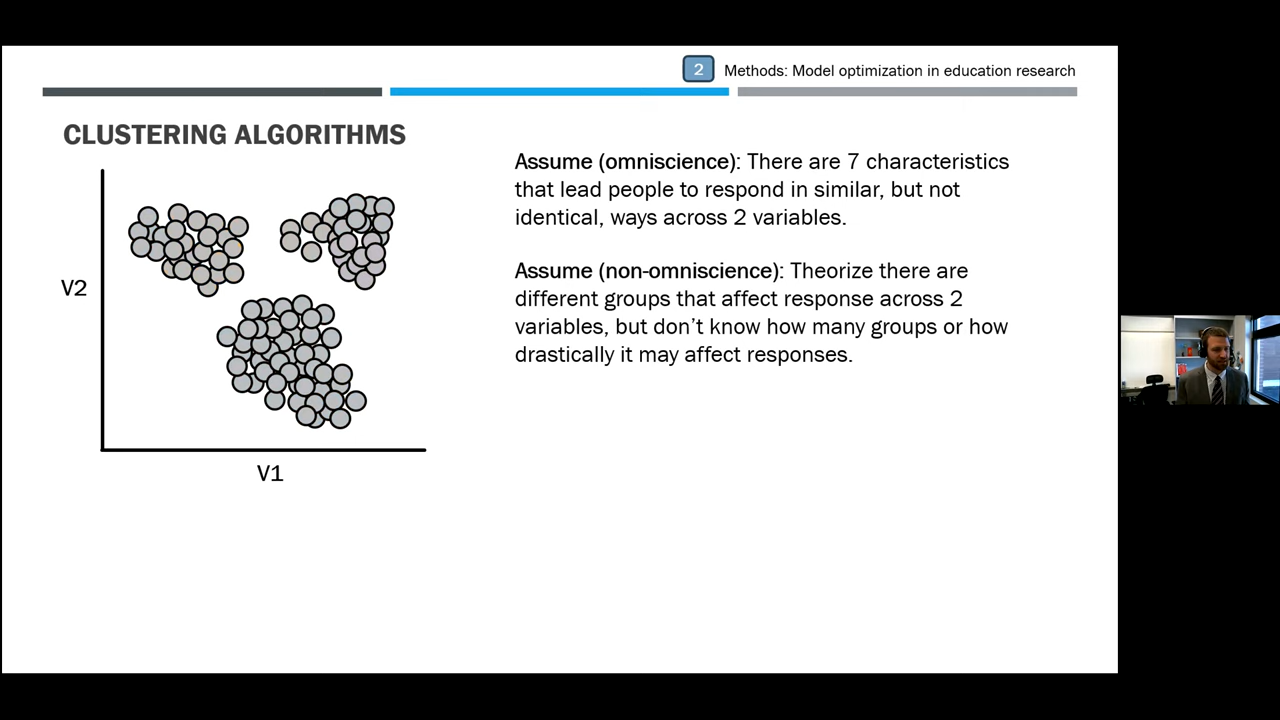 2 Methods: Model optimization in education research
CLUSTERING ALGORITHMS
Assume (omniscience): There are 7 characteristics
that lead people to respond in similar, but not
identical, ways across 2 variables.
Assume (non-omniscience): Theorize there are
different groups that affect response across 2
variables, but don’t know how many groups or how
drastically it may affect responses.
V2
V1